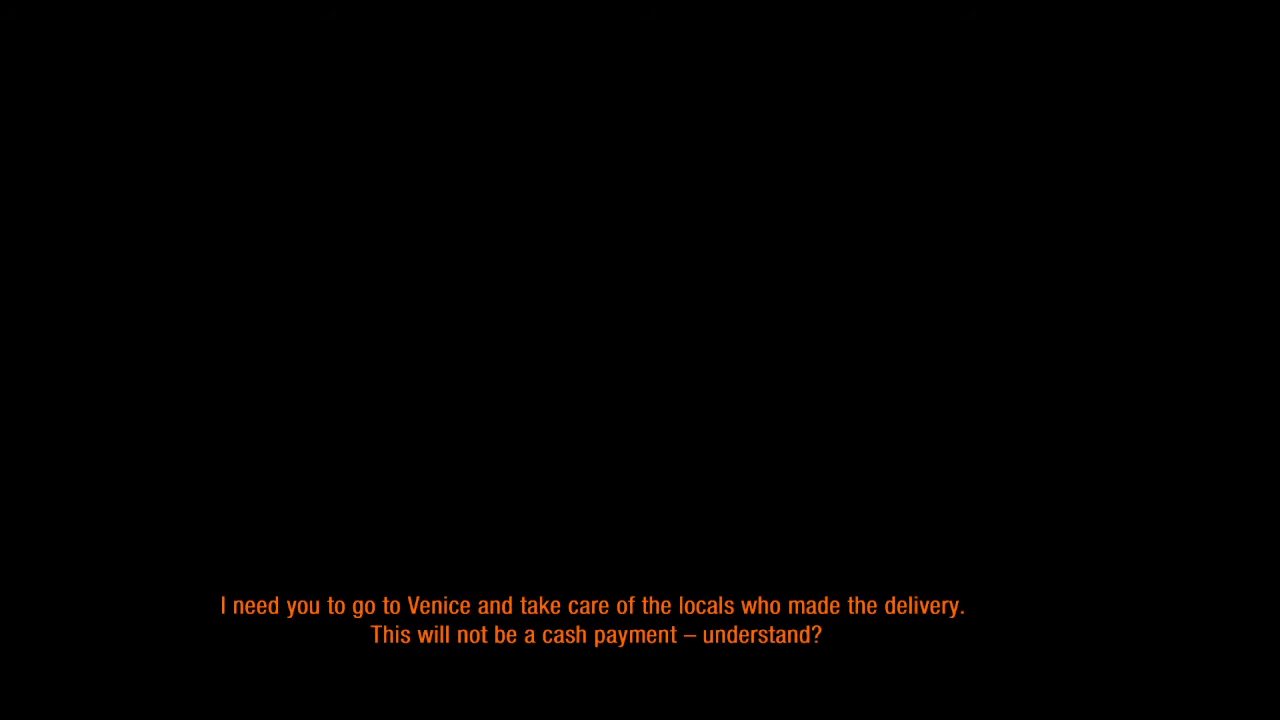 I need you to go to Venice and take care of the locals who made the delivery.
This will not be a cash payment – understand?